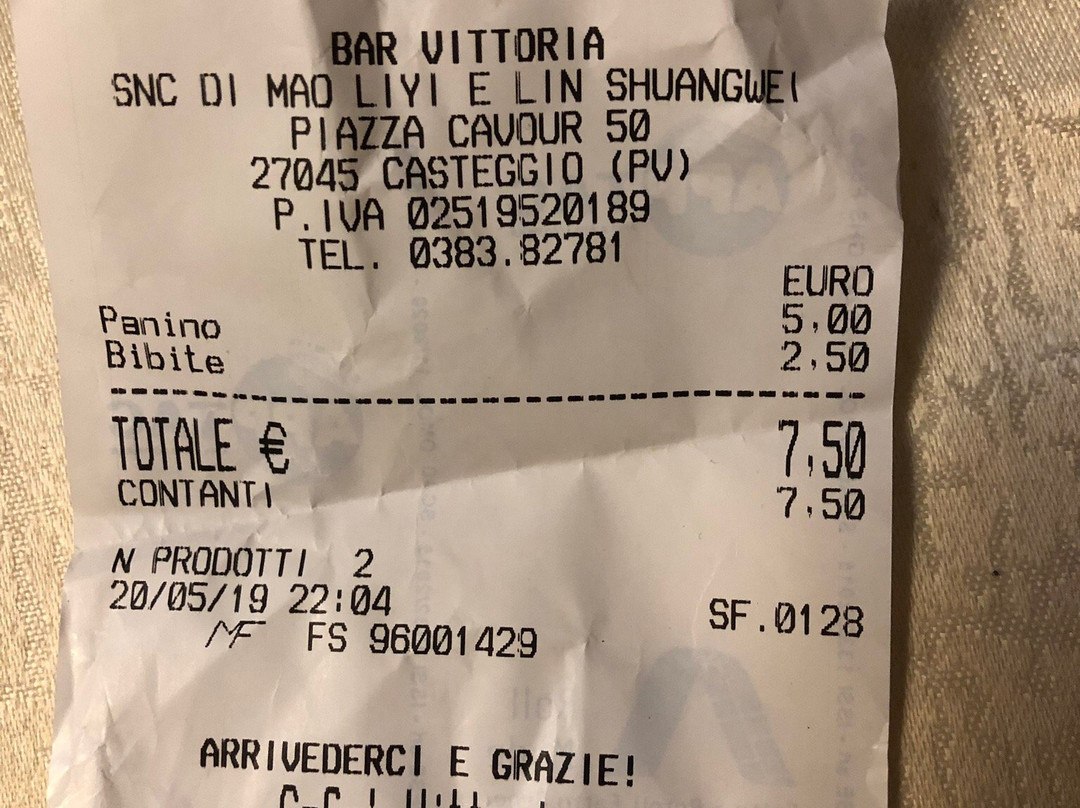 BAR VITTORIA
SNC DI MAO LIYI E LIN SHUANGWEI
PIAZZA CAVOUR 50
27045 CASTEGGIO (PV)
P.IVA 02519520189
TEL. 0383.82781
EURO
Panino 5,00
Bibite 2,50
TOTALE € 7,50
CONTANTI 7,50
N PRODOTTI 2
20/05/19 22:04 SF.0128
MF FS 96001429
ARRIVEDERCI E GRAZIE!